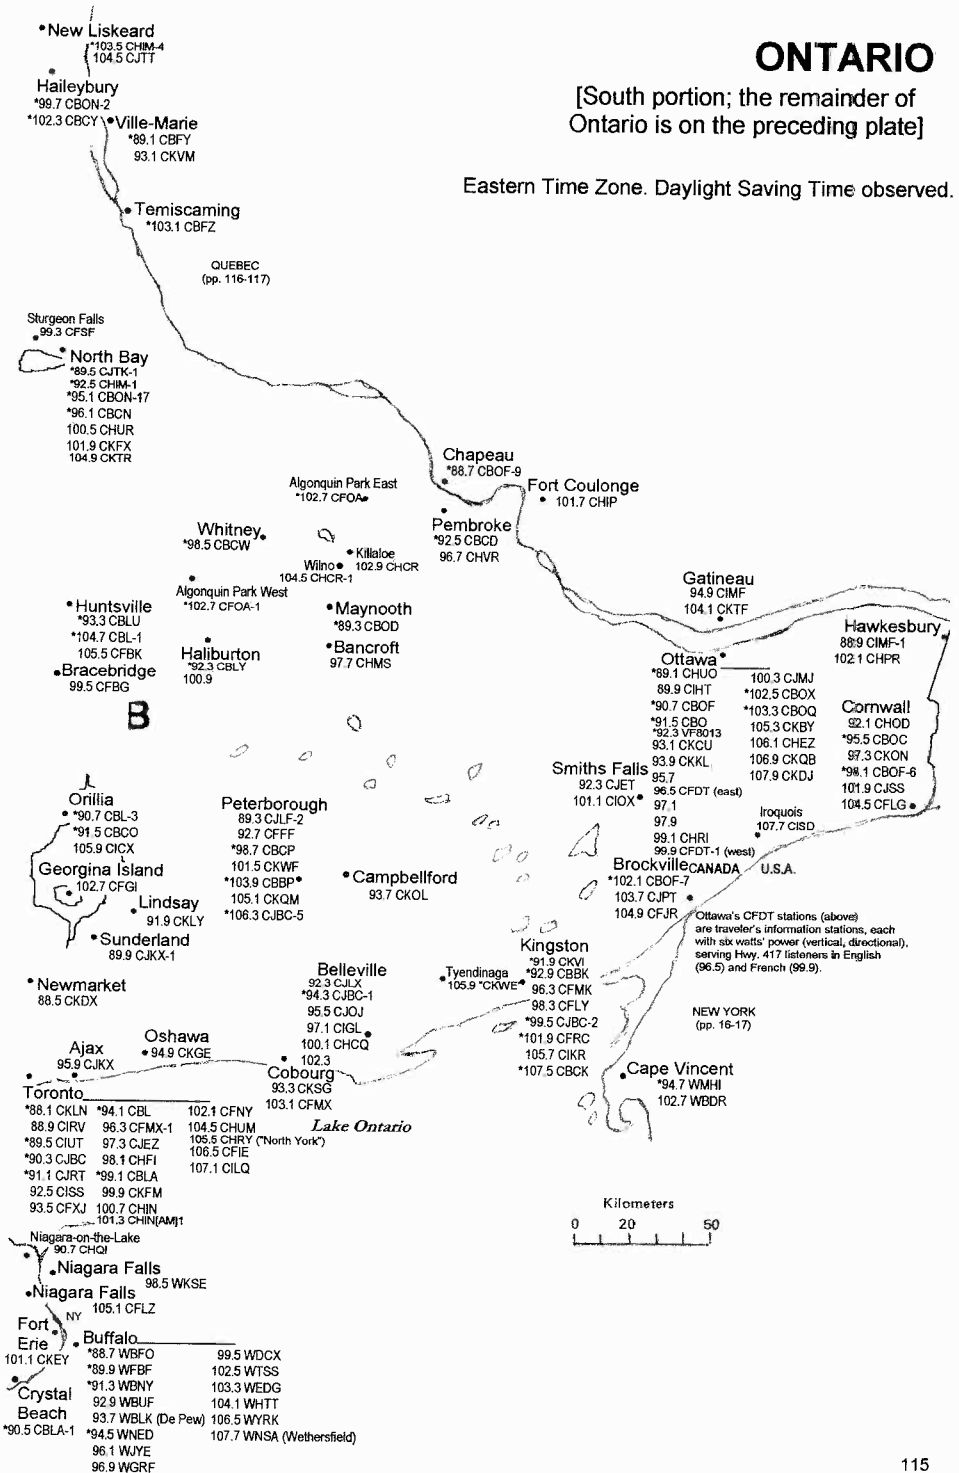 ONTARIO
[South portion; the remainder of
Ontario is on the preceding plate]
Eastern Time Zone. Daylight Saving Time observed.
New Liskeard
*103.5 CHIM-4
104.5 CJTT
Haileybury
*99.7 CBON-2
*102.3 CBCY
Ville-Marie
*89.1 CBFY
93.1 CKVM
Temiscaming
*103.1 CBFZ
QUEBEC
(pp. 116-117)
Sturgeon Falls
99.3 CFSF
North Bay
*89.5 CJTK-1
*92.5 CHIM-1
*95.1 CBON-17
*96.1 CBCN
100.5 CHUR
101.9 CKFX
104.9 CKTR
Chapeau
*88.7 CBOF-9
Fort Coulonge
101.7 CHIP
Algonquin Park East
*102.7 CFOA
Pembroke
*92.5 CBCD
96.7 CHVR
Whitney
*98.5 CBCW
Killaloe
102.9 CHCR
Wilno
104.5 CHCR-1
Algonquin Park West
*102.7 CFOA-1
Gatineau
94.9 CIMF
104.1 CKTF
Huntsville
*93.3 CBLU
*104.7 CBL-1
105.5 CFBK
Maynooth
*89.3 CBOD
Hawkesbury
88.9 CIMF-1
102.1 CHPR
Haliburton
*92.3 CBLY
100.9
Bancroft
97.7 CHMS
Bracebridge
99.5 CFBG
B
Ottawa
*89.1 CHUO
89.9 CIHT
*90.7 CBOF
*91.5 CBO
*92.3 VF8013
93.1 CKCU
93.9 CKKL
95.7
96.5 CFDT (east)
97.1
97.9
99.1 CHRI
99.9 CFDT-1 (west)
100.3 CJMJ
*102.5 CBOX
*103.3 CBOQ
105.3 CKBY
106.1 CHEZ
106.9 CKQB
107.9 CKDJ
Cornwall
92.1 CHOD
*95.5 CBOC
97.3 CKON
*98.1 CBOF-6
101.9 CJSS
104.5 CFLG
Smiths Falls
92.3 CJET
101.1 CIOX
Iroquois
107.7 CISD
Orillia
*90.7 CBL-3
*91.5 CBCO
105.9 CICX
Peterborough
89.3 CJLF-2
92.7 CFFF
*98.7 CBCP
101.5 CKWF
*103.9 CBBP
105.1 CKQM
*106.3 CJBC-5
Georgina Island
102.7 CFGI
Campbellford
93.7 CKOL
Brockville
*102.1 CBOF-7
103.7 CJPT
104.9 CFJR
CANADA
U.S.A.
Lindsay
91.9 CKLY
Sunderland
89.9 CJKX-1
Ottawa's CFDT stations (above)
are traveler's information stations, each
with six watts' power (vertical, directional),
serving Hwy. 417 listeners in English
(96.5) and French (99.9).
Kingston
*91.9 CKVI
*92.9 CBBK
96.3 CFMK
98.3 CFLY
*99.5 CJBC-2
*101.9 CFRC
105.7 CIKR
*107.5 CBCK
Tyendinaga
105.9 "CKWE"
Belleville
92.3 CJLX
*94.3 CJBC-1
95.5 CJOJ
97.1 CIGL
100.1 CHCQ
102.3
Newmarket
88.5 CKDX
NEW YORK
(pp. 16-17)
Oshawa
94.9 CKGE
Ajax
95.9 CJKX
Cobourg
93.3 CKSG
103.1 CFMX
Cape Vincent
*94.7 WMHI
102.7 WBDR
Toronto
*88.1 CKLN
88.9 CIRV
*89.5 CIUT
*90.3 CJBC
*91.1 CJRT
92.5 CISS
93.5 CFXJ
*94.1 CBL
96.3 CFMX-1
97.3 CJEZ
98.1 CHFI
*99.1 CBLA
99.9 CKFM
100.7 CHIN
101.3 CHIN[AM]1
102.1 CFNY
104.5 CHUM
105.5 CHRY ("North York")
106.5 CFIE
107.1 CILQ
Lake Ontario
Kilometers
0 20 50
Niagara-on-the-Lake
90.7 CHQI
Niagara Falls
98.5 WKSE
Niagara Falls
105.1 CFLZ
NY
Fort
Erie
101.1 CKEY
Buffalo
*88.7 WBFO
*89.9 WFBF
*91.3 WBNY
92.9 WBUF
93.7 WBLK (De Pew)
*94.5 WNED
96.1 WJYE
96.9 WGRF
99.5 WDCX
102.5 WTSS
103.3 WEDG
104.1 WHTT
106.5 WYRK
107.7 WNSA (Wethersfield)
Crystal
Beach
*90.5 CBLA-1
115